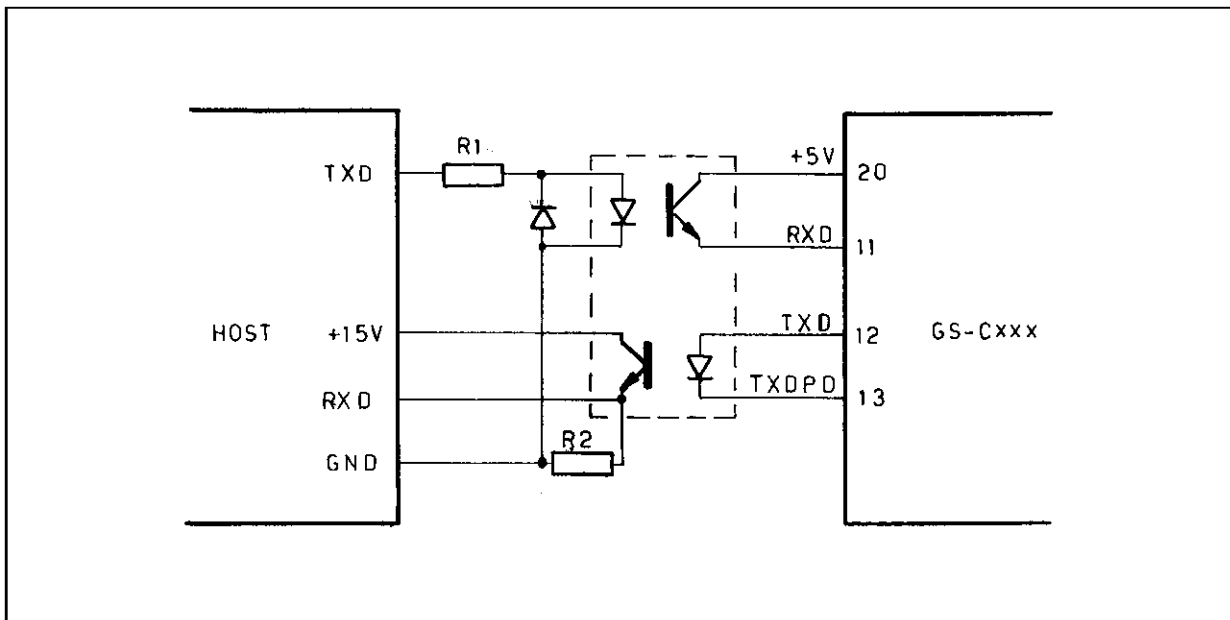 R1
TXD
+5V
20
RXD
11
HOST
+15V
TXD
12
GS-Cxxx
RXD
TXDPD
13
GND
R2